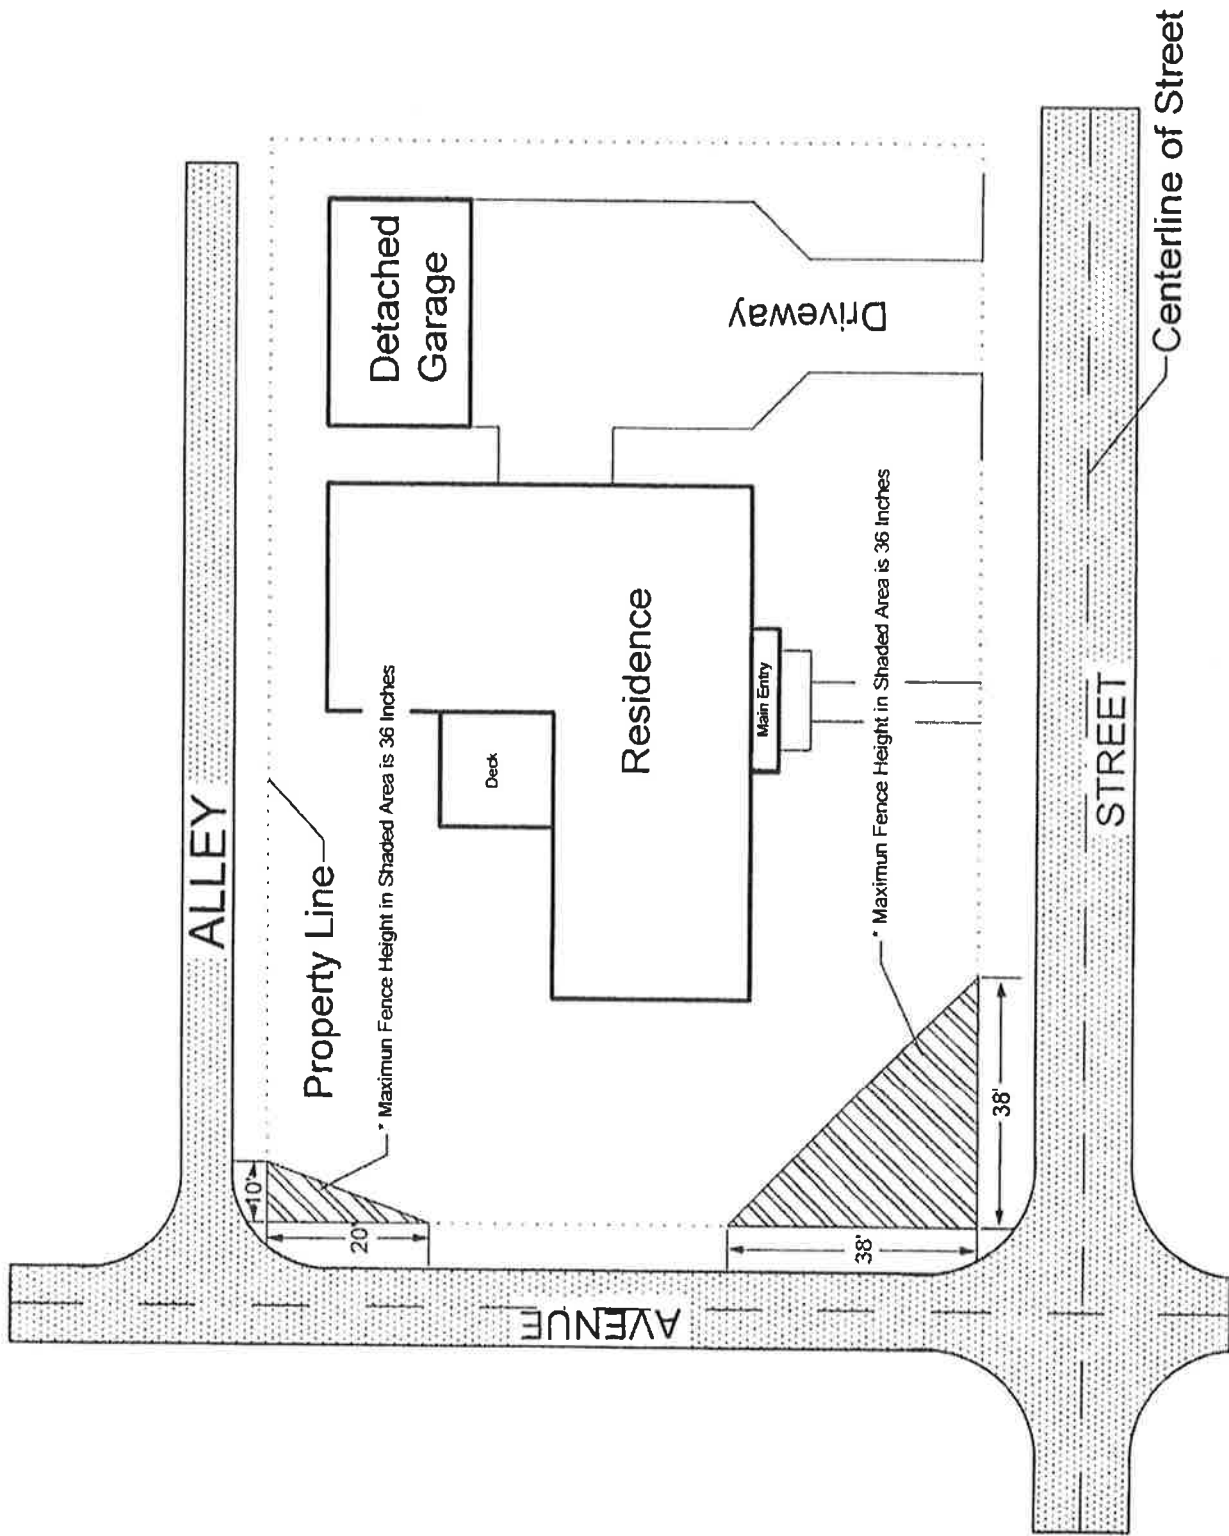 ALLEY
Property Line
* Maximun Fence Height in Shaded Area is 36 Inches
10'
20'
Deck
Residence
Detached
Garage
Driveway
Main Entry
* Maximun Fence Height in Shaded Area is 36 Inches
38'
38'
AVENUE
STREET
Centerline of Street